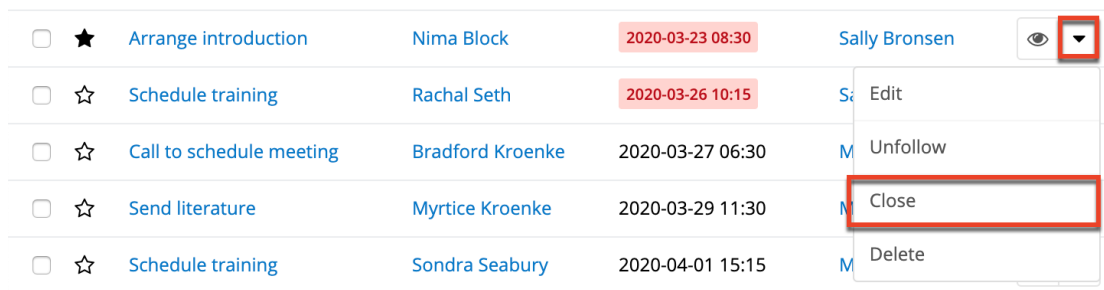 Arrange introduction Nima Block 2020-03-23 08:30 Sally Bronsen
Schedule training Rachal Seth 2020-03-26 10:15
Edit
Call to schedule meeting Bradford Kroenke 2020-03-27 06:30 M
Unfollow
Send literature Myrtice Kroenke 2020-03-29 11:30 M
Close
Schedule training Sondra Seabury 2020-04-01 15:15 M
Delete